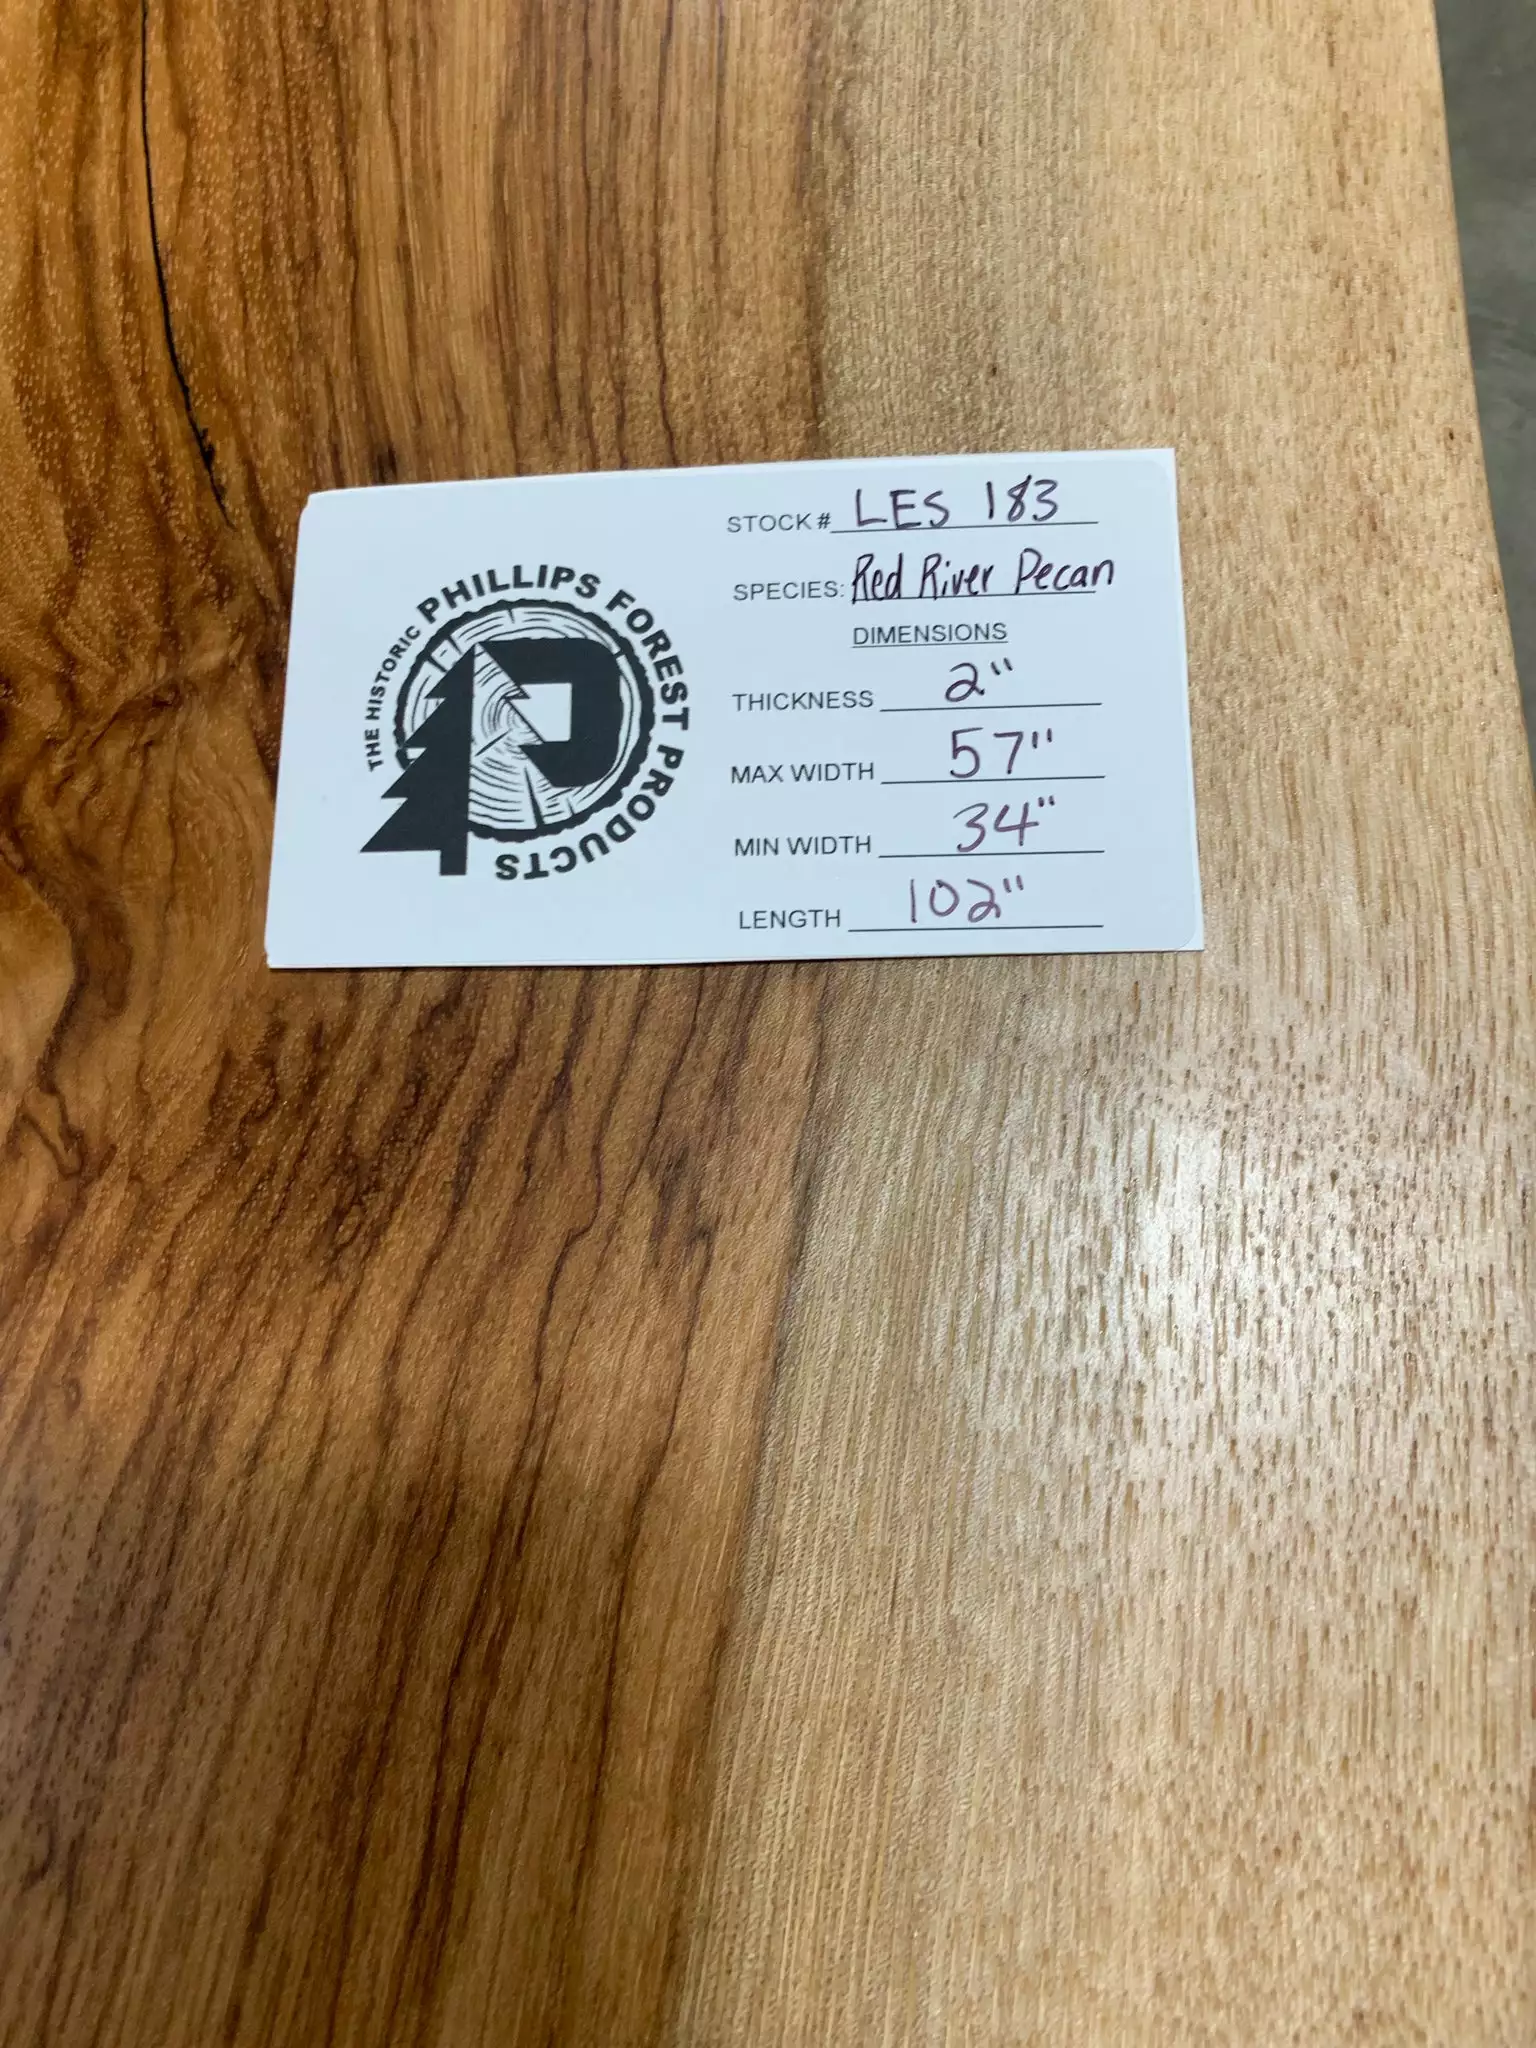 THE HISTORIC PHILLIPS FOREST PRODUCTS
P
STOCK # LES 183
SPECIES: Red River Pecan
DIMENSIONS
THICKNESS 2"
MAX WIDTH 57"
MIN WIDTH 34"
LENGTH 102"